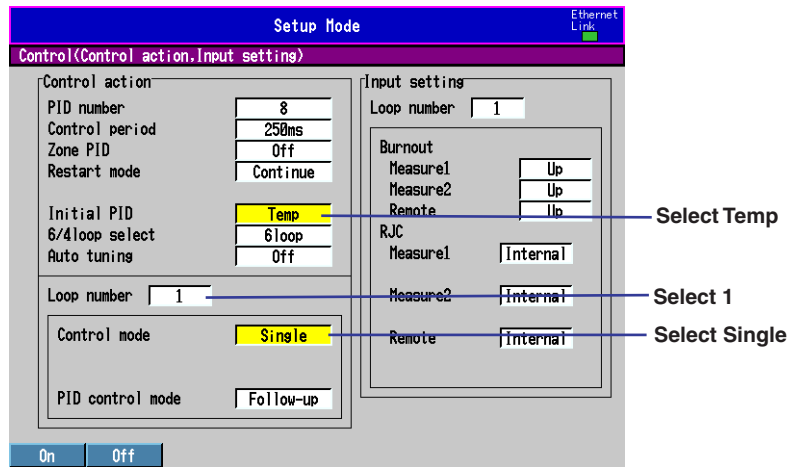 Setup Mode
Ethernet
Link
Control(Control action,Input setting)
Control action
PID number 8
Control period 250ms
Zone PID Off
Restart mode Continue
Initial PID Temp
6/4loop select 6loop
Auto tuning Off
Loop number 1
Control mode Single
PID control mode Follow-up
Input setting
Loop number 1
Burnout
Measure1 Up
Measure2 Up
Remote Up
RJC
Measure1 Internal
Measure2 Internal
Remote Internal
Select Temp
Select 1
Select Single
On Off